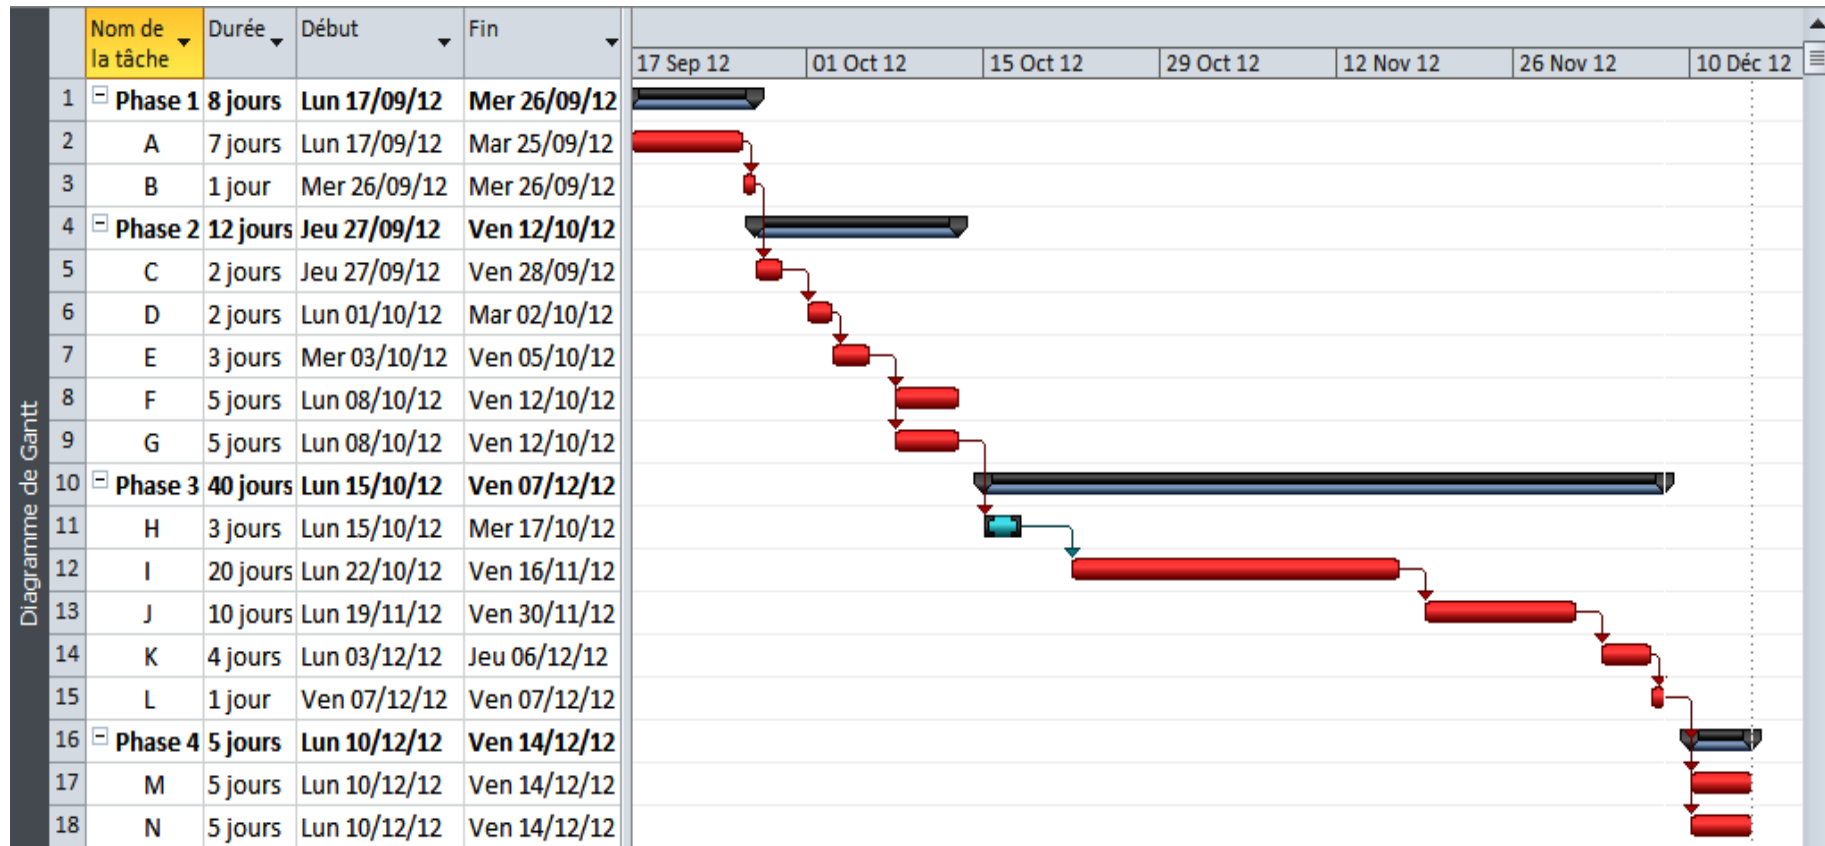 Nom de la tâche Durée Début Fin
17 Sep 12 01 Oct 12 15 Oct 12 29 Oct 12 12 Nov 12 26 Nov 12 10 Déc 12
1 Phase 1 8 jours Lun 17/09/12 Mer 26/09/12
2 A 7 jours Lun 17/09/12 Mar 25/09/12
3 B 1 jour Mer 26/09/12 Mer 26/09/12
4 Phase 2 12 jours Jeu 27/09/12 Ven 12/10/12
5 C 2 jours Jeu 27/09/12 Ven 28/09/12
6 D 2 jours Lun 01/10/12 Mar 02/10/12
7 E 3 jours Mer 03/10/12 Ven 05/10/12
8 F 5 jours Lun 08/10/12 Ven 12/10/12
9 G 5 jours Lun 08/10/12 Ven 12/10/12
10 Phase 3 40 jours Lun 15/10/12 Ven 07/12/12
11 H 3 jours Lun 15/10/12 Mer 17/10/12
12 I 20 jours Lun 22/10/12 Ven 16/11/12
13 J 10 jours Lun 19/11/12 Ven 30/11/12
14 K 4 jours Lun 03/12/12 Jeu 06/12/12
15 L 1 jour Ven 07/12/12 Ven 07/12/12
16 Phase 4 5 jours Lun 10/12/12 Ven 14/12/12
17 M 5 jours Lun 10/12/12 Ven 14/12/12
18 N 5 jours Lun 10/12/12 Ven 14/12/12
Diagramme de Gantt